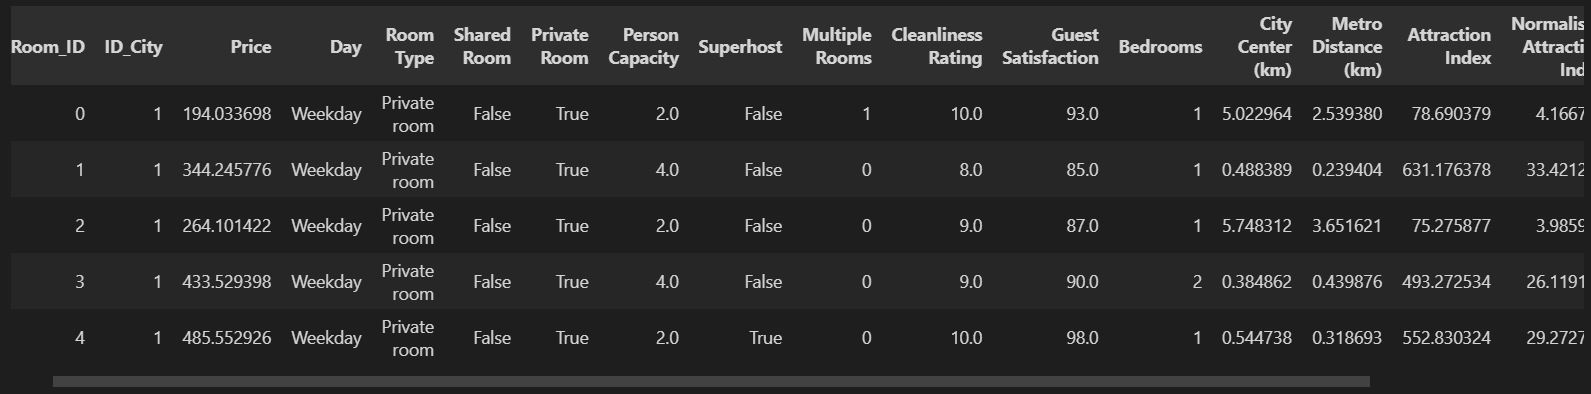 Room_ID ID_City Price Day Room Type Shared Room Private Room Person Capacity Superhost Multiple Rooms Cleanliness Rating Guest Satisfaction Bedrooms City Center (km) Metro Distance (km) Attraction Index Normalis Attracti Ind
0 1 194.033698 Weekday Private room False True 2.0 False 1 10.0 93.0 1 5.022964 2.539380 78.690379 4.1667
1 1 344.245776 Weekday Private room False True 4.0 False 0 8.0 85.0 1 0.488389 0.239404 631.176378 33.4212
2 1 264.101422 Weekday Private room False True 2.0 False 0 9.0 87.0 1 5.748312 3.651621 75.275877 3.9859
3 1 433.529398 Weekday Private room False True 4.0 False 0 9.0 90.0 2 0.384862 0.439876 493.272534 26.1191
4 1 485.552926 Weekday Private room False True 2.0 True 0 10.0 98.0 1 0.544738 0.318693 552.830324 29.2727